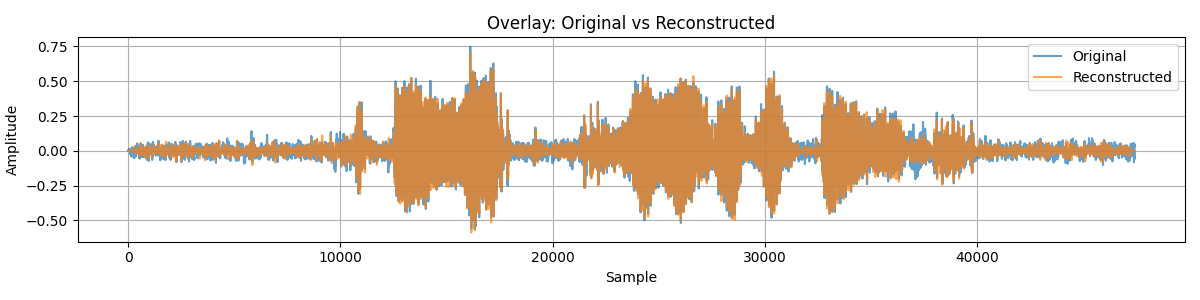 Overlay: Original vs Reconstructed
0.75
0.50
0.25
0.00
−0.25
−0.50
Amplitude
Original
Reconstructed
0 10000 20000 30000 40000
Sample